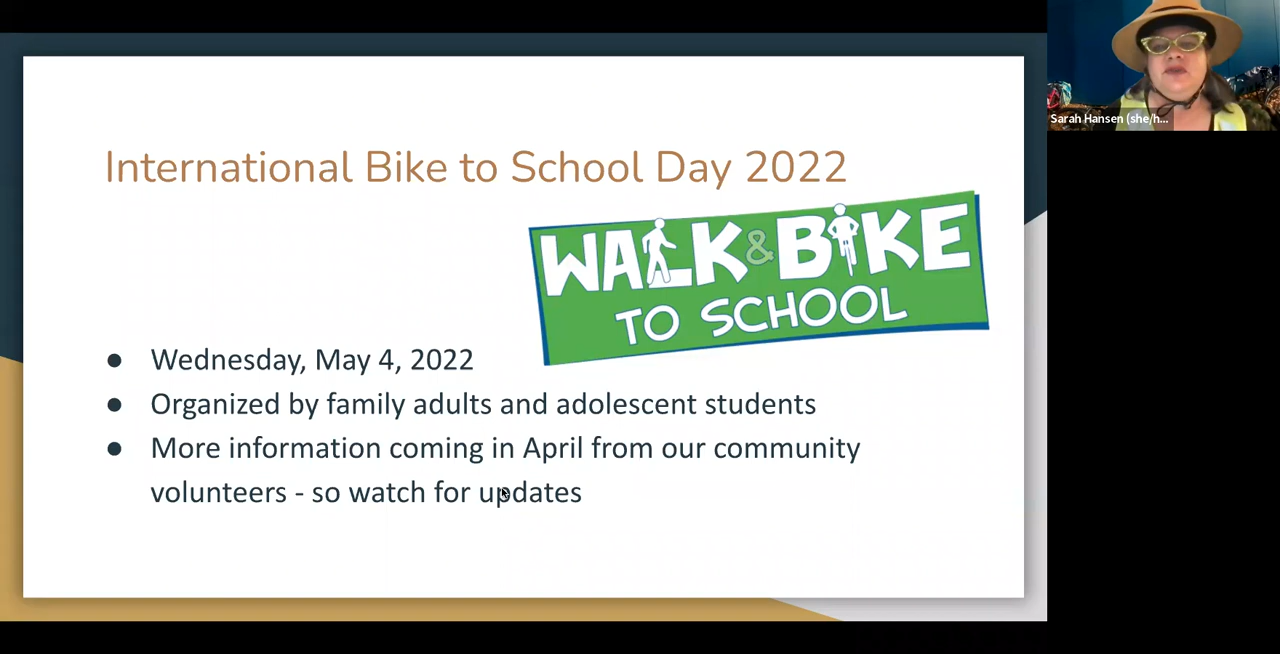 Sarah Hansen (she/h...
International Bike to School Day 2022
WALK & BIKE
TO SCHOOL
● Wednesday, May 4, 2022
● Organized by family adults and adolescent students
● More information coming in April from our community
volunteers - so watch for updates